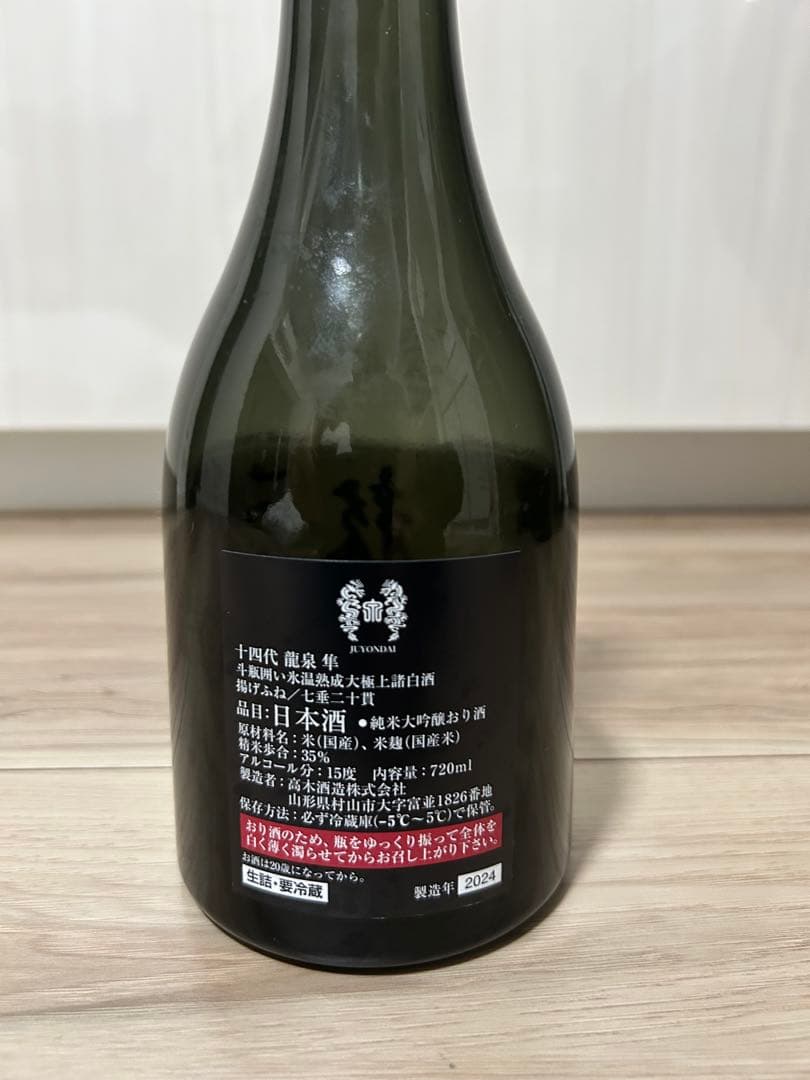 JUYONDAI
十四代 龍泉 隼
斗瓶囲い氷温熟成大極上諸白酒
揚げふね／七垂二十貫
品目:日本酒 ●純米大吟醸おり酒
原材料名：米(国産)、米麹(国産米)
精米歩合：35%
アルコール分：15度 内容量：720ml
製造者：高木酒造株式会社
山形県村山市大字富並1826番地
保存方法：必ず冷蔵庫(−5℃〜5℃)で保管。
おり酒のため、瓶をゆっくり振って全体を
白く薄く濁らせてからお召し上がり下さい。
お酒は20歳になってから。
生詰・要冷蔵 製造年 2024